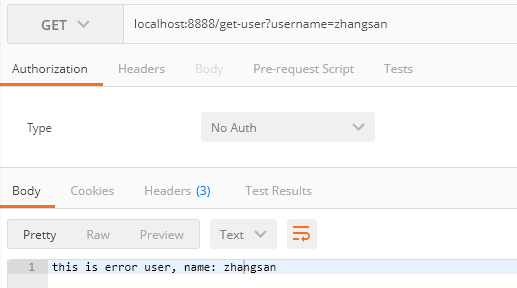 GET localhost:8888/get-user?username=zhangsan
Authorization Headers Body Pre-request Script Tests
Type No Auth
Body Cookies Headers (3) Test Results
Pretty Raw Preview Text
1 this is error user, name: zhangsan